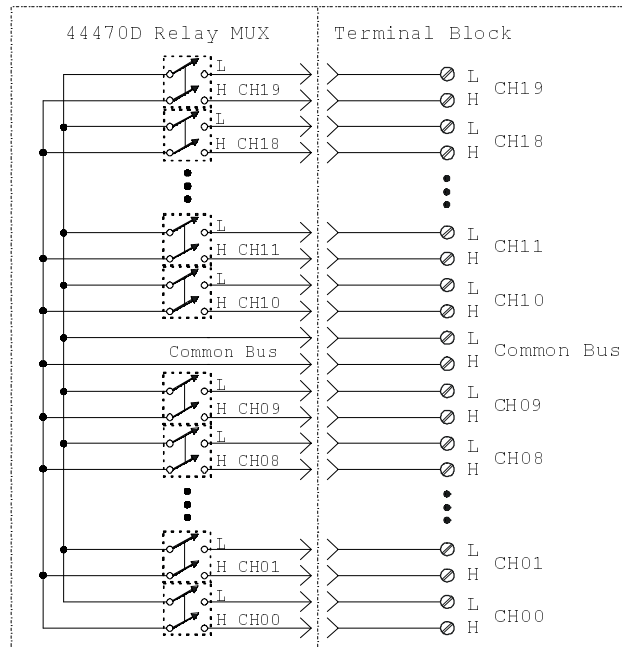 44470D Relay MUX Terminal Block
L L
H CH19 H CH19
L L
H CH18 H CH18
L L
H CH11 H CH11
L L
H CH10 H CH10
L
Common Bus H Common Bus
L L
H CH09 H CH09
L L
H CH08 H CH08
L L
H CH01 H CH01
L L
H CH00 H CH00